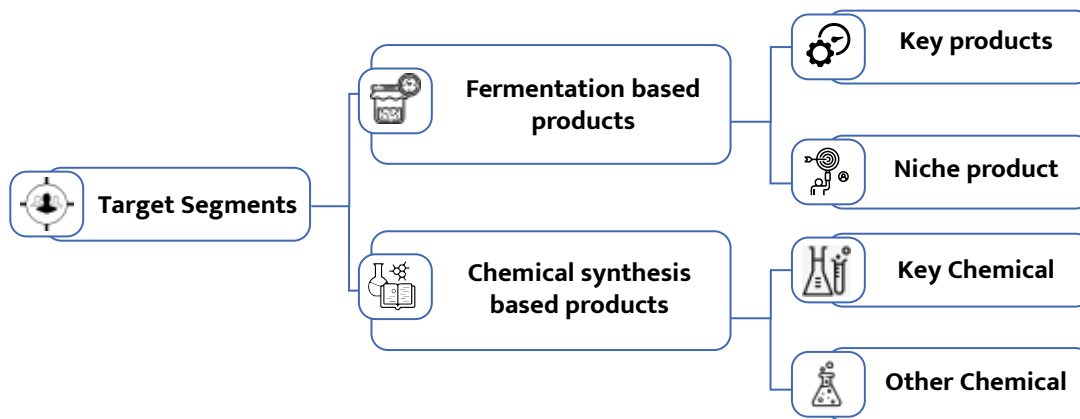 Target Segments
Fermentation based
products
Key products
Niche product
Chemical synthesis
based products
Key Chemical
Other Chemical